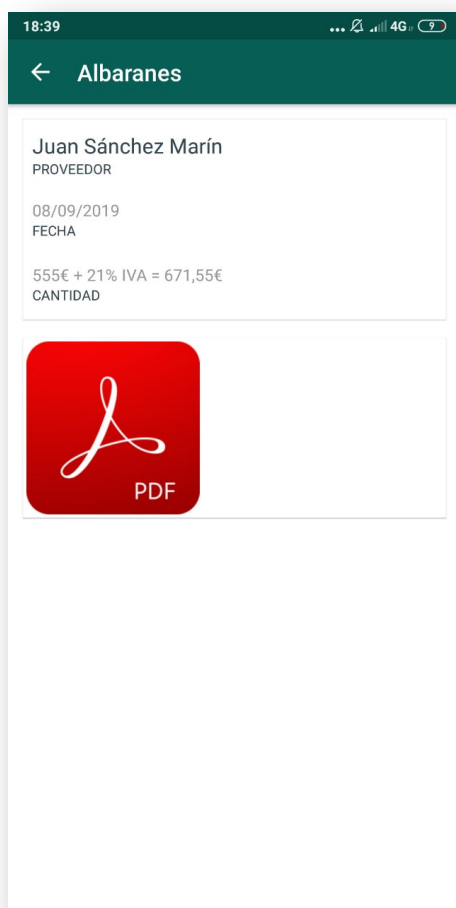 18:39
4G 9
Albaranes
Juan Sánchez Marín
PROVEEDOR
08/09/2019
FECHA
555€ + 21% IVA = 671,55€
CANTIDAD
PDF